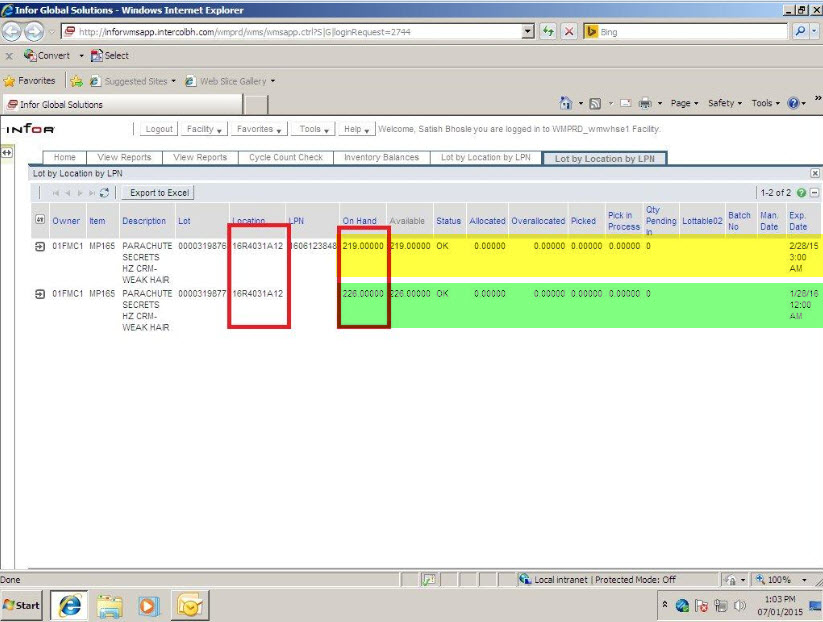 Infor Global Solutions - Windows Internet Explorer
http://inforwmsapp.intercolbh.com/wmprd/wms/wmsapp.ctrl?S|G|loginRequest=2744
Bing
x Convert Select
Favorites Suggested Sites Web Slice Gallery
Infor Global Solutions
Page Safety Tools
INFOR Logout Facility Favorites Tools Help Welcome, Satish Bhosle you are logged in to WMPRD_wmwhse1 Facility.
Home View Reports View Reports Cycle Count Check Inventory Balances Lot by Location by LPN Lot by Location by LPN
Lot by Location by LPN
Export to Excel 1-2 of 2
Owner Item Description Lot Location LPN On Hand Available Status Allocated Overallocated Picked Pick in Process Qty Pending In Lottable02 Batch No Man. Date Exp. Date
01FMC1 MP165 PARACHUTE 0000319876 16R4031A12 1606123848 219.00000 219.00000 OK 0.00000 0.00000 0.00000 0.00000 0 2/28/15
SECRETS 3:00
HZ CRM- AM
WEAK HAIR
01FMC1 MP165 PARACHUTE 0000319877 16R4031A12 226.00000 226.00000 OK 0.00000 0.00000 0.00000 0.00000 0 1/28/16
SECRETS 12:00
HZ CRM- AM
WEAK HAIR
Done Local intranet | Protected Mode: Off 100%
Start 1:03 PM
07/01/2015